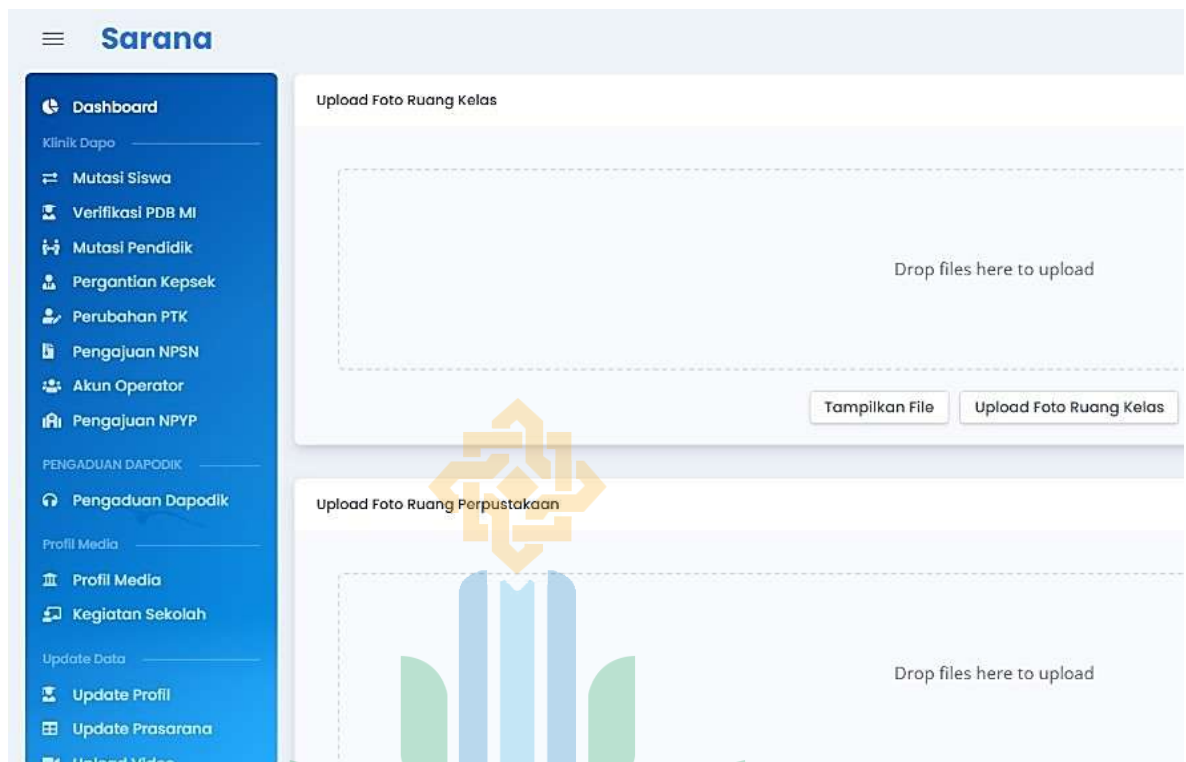 Sarana
Dashboard
Klinik Dapo
Mutasi Siswa
Verifikasi PDB MI
Mutasi Pendidik
Pergantian Kepsek
Perubahan PTK
Pengajuan NPSN
Akun Operator
Pengajuan NPYP
PENGADUAN DAPODIK
Pengaduan Dapodik
Profil Media
Profil Media
Kegiatan Sekolah
Update Data
Update Profil
Update Prasarana
Upload Video
Upload Foto Ruang Kelas
Drop files here to upload
Tampilkan File
Upload Foto Ruang Kelas
Upload Foto Ruang Perpustakaan
Drop files here to upload